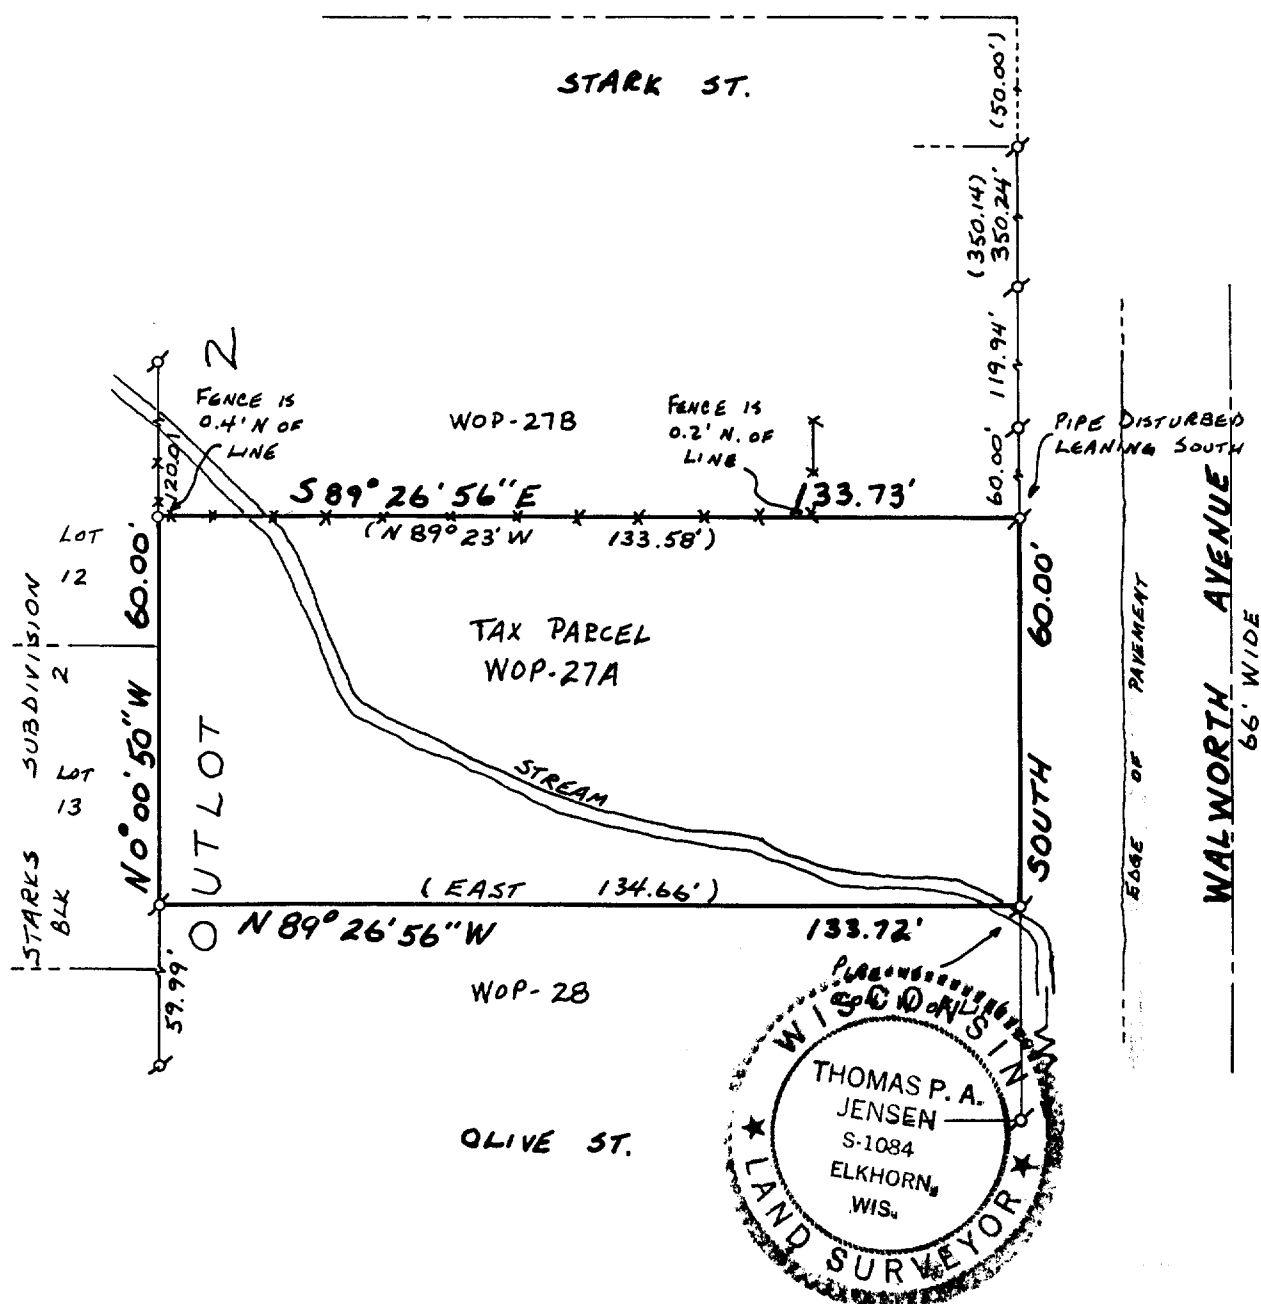 STARK ST.
(50.00')
(350.14)
350.24'
119.94'
60.00'
2
FENCE IS
0.4' N OF
LINE
120.01
WOP-27B
FENCE IS
0.2' N. OF
LINE
PIPE DISTURBED
LEANING SOUTH
S 89° 26' 56" E 133.73'
(N 89° 23' W 133.58')
LOT
12
60.00'
60.00'
TAX PARCEL
WOP-27A
STARKS SUBDIVISION
BLK 2
LOT
13
N 0° 00' 50" W
OUTLOT
STREAM
SOUTH
EDGE OF PAVEMENT
WALWORTH AVENUE
66' WIDE
(EAST 134.66')
N 89° 26' 56" W 133.72'
59.99'
WOP-28
OLIVE ST.
WISCONSIN
THOMAS P. A.
JENSEN
S-1084
ELKHORN,
WIS.
LAND SURVEYOR